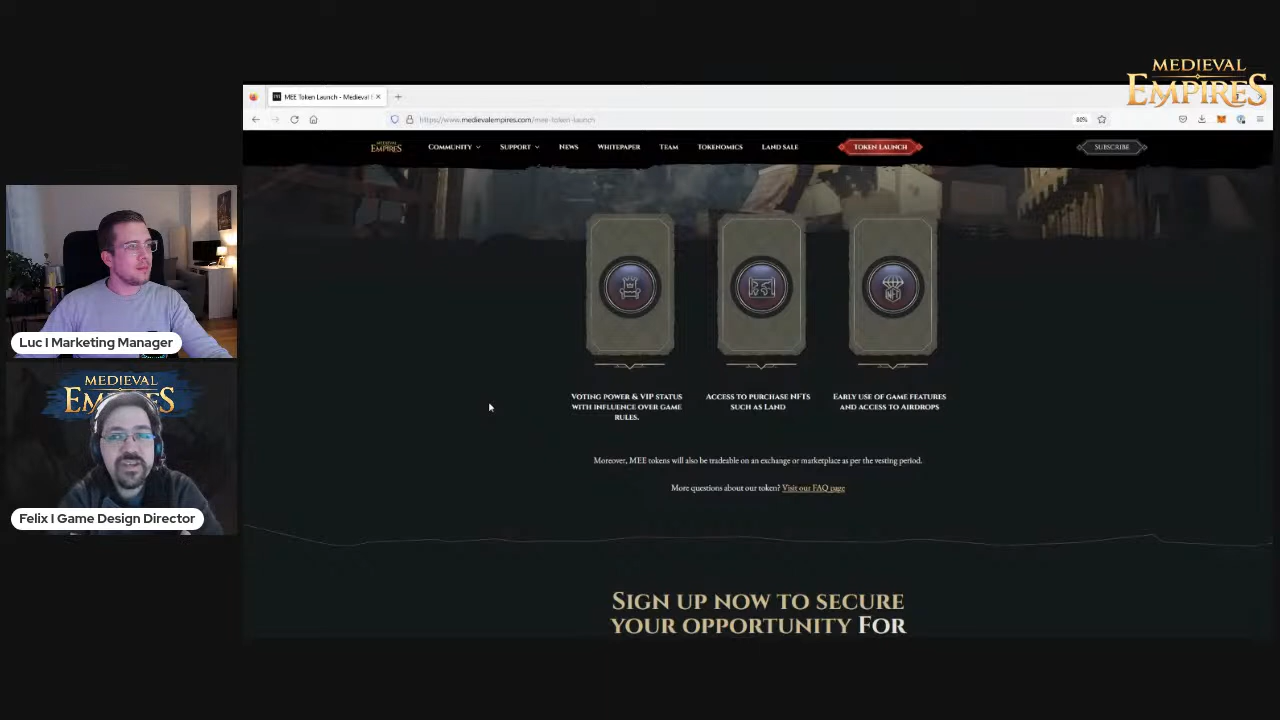 MEDIEVAL
EMPIRES
MEE Token Launch - Medieval
https://www.medievalempires.com/mee-token-launch
80%
MEDIEVAL
EMPIRES
COMMUNITY
SUPPORT
NEWS
WHITEPAPER
TEAM
TOKENOMICS
LAND SALE
TOKEN LAUNCH
SUBSCRIBE
NFT
VOTING POWER & VIP STATUS
WITH INFLUENCE OVER GAME
RULES.
ACCESS TO PURCHASE NFTS
SUCH AS LAND
EARLY USE OF GAME FEATURES
AND ACCESS TO AIRDROPS
Moreover, MEE tokens will also be tradeable on an exchange or marketplace as per the vesting period.
More questions about our token? Visit our FAQ page
SIGN UP NOW TO SECURE
YOUR OPPORTUNITY FOR
Luc I Marketing Manager
MEDIEVAL
EMPIRES
Felix I Game Design Director